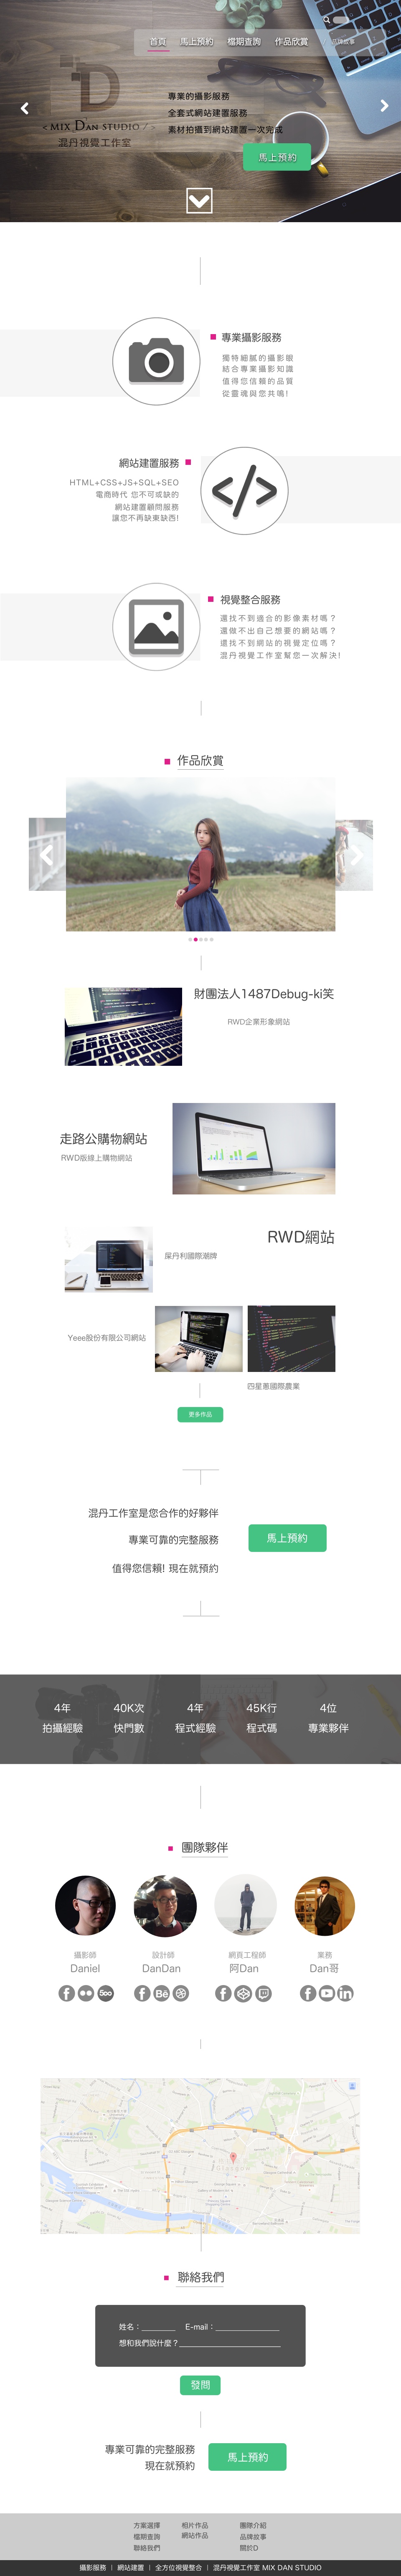 首頁 馬上預約 檔期查詢 作品欣賞 品牌故事
D
< MIX DAN STUDIO / >
混丹視覺工作室
專業的攝影服務
全套式網站建置服務
素材拍攝到網站建置一次完成
馬上預約
專業攝影服務
獨特細膩的攝影眼
結合專業攝影知識
值得您信賴的品質
從靈魂與您共鳴!
網站建置服務
HTML+CSS+JS+SQL+SEO
電商時代 您不可或缺的
網站建置顧問服務
讓您不再缺東缺西!
</>
視覺整合服務
還找不到適合的影像素材嗎？
還做不出自己想要的網站嗎？
還找不到網站的視覺定位嗎？
混丹視覺工作室幫您一次解決!
作品欣賞
財團法人1487Debug-ki笑
RWD企業形象網站
走路公購物網站
RWD版線上購物網站
RWD網站
屎丹利國際潮牌
Yeee股份有限公司網站
四星蔥國際農業
更多作品
混丹工作室是您合作的好夥伴
專業可靠的完整服務
值得您信賴! 現在就預約
馬上預約
4年 40K次 4年 45K行 4位
拍攝經驗 快門數 程式經驗 程式碼 專業夥伴
團隊夥伴
攝影師 設計師 網頁工程師 業務
Daniel DanDan 阿Dan Dan哥
500 Bē in
聯絡我們
姓名：________ E-mail：______________
想和我們說什麼？______________________
發問
專業可靠的完整服務
現在就預約
馬上預約
方案選擇 相片作品 團隊介紹
檔期查詢 網站作品 品牌故事
聯絡我們 關於D
攝影服務 | 網站建置 | 全方位視覺整合 | 混丹視覺工作室 MIX DAN STUDIO